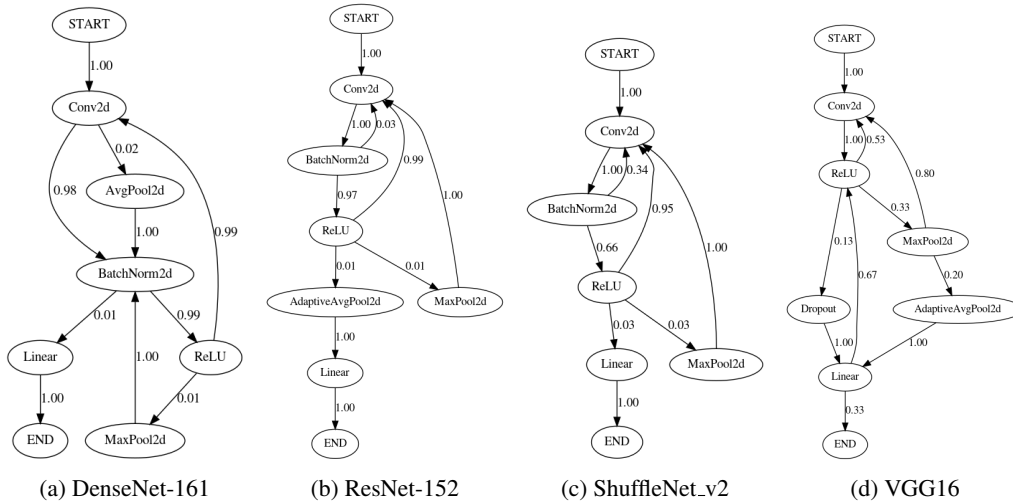 START
1.00
Conv2d
0.02
0.98
AvgPool2d
1.00
0.99
BatchNorm2d
0.01
0.99
Linear
1.00
ReLU
1.00
0.01
END
MaxPool2d
(a) DenseNet-161
START
1.00
Conv2d
1.00
0.03
BatchNorm2d
0.99
0.97
1.00
ReLU
0.01
0.01
AdaptiveAvgPool2d
MaxPool2d
1.00
Linear
1.00
END
(b) ResNet-152
START
1.00
Conv2d
1.00
0.34
BatchNorm2d
0.95
0.66
1.00
ReLU
0.03
0.03
Linear
MaxPool2d
1.00
END
(c) ShuffleNet_v2
START
1.00
Conv2d
1.00
0.53
ReLU
0.80
0.33
0.13
MaxPool2d
0.67
0.20
Dropout
AdaptiveAvgPool2d
1.00
1.00
Linear
0.33
END
(d) VGG16